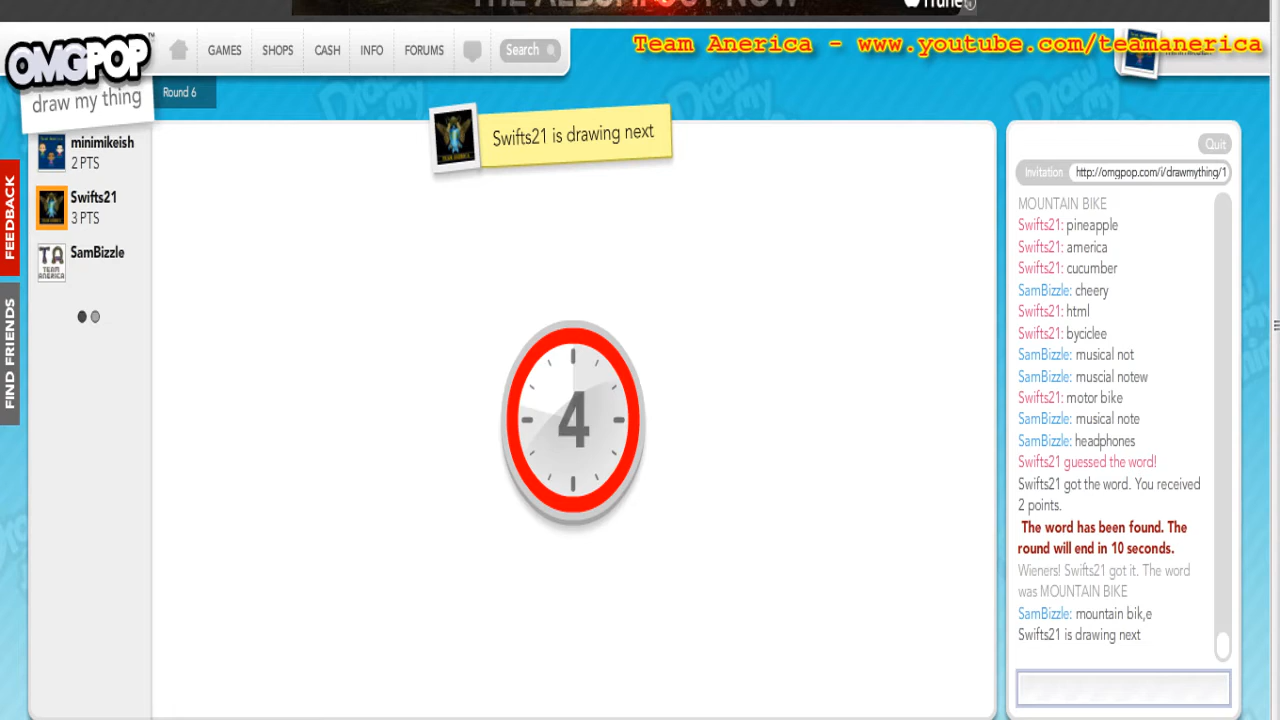 THE ALBUM OUT NOW
iTunes
OMGPOP
TM
draw my thing
GAMES
SHOPS
CASH
INFO
FORUMS
Search
Team Anerica - www.youtube.com/teamanerica
Round 6
Swifts21 is drawing next
minimikeish
2 PTS
Swifts21
3 PTS
SamBizzle
TA
TEAM
ANERICA
FEEDBACK
FIND FRIENDS
4
Quit
Invitation
http://omgpop.com/i/drawmything/1
MOUNTAIN BIKE
Swifts21: pineapple
Swifts21: america
Swifts21: cucumber
SamBizzle: cheery
Swifts21: html
Swifts21: byciclee
SamBizzle: musical not
SamBizzle: muscial notew
Swifts21: motor bike
SamBizzle: musical note
SamBizzle: headphones
Swifts21 guessed the word!
Swifts21 got the word. You received
2 points.
The word has been found. The
round will end in 10 seconds.
Wieners! Swifts21 got it. The word
was MOUNTAIN BIKE
SamBizzle: mountain bik,e
Swifts21 is drawing next